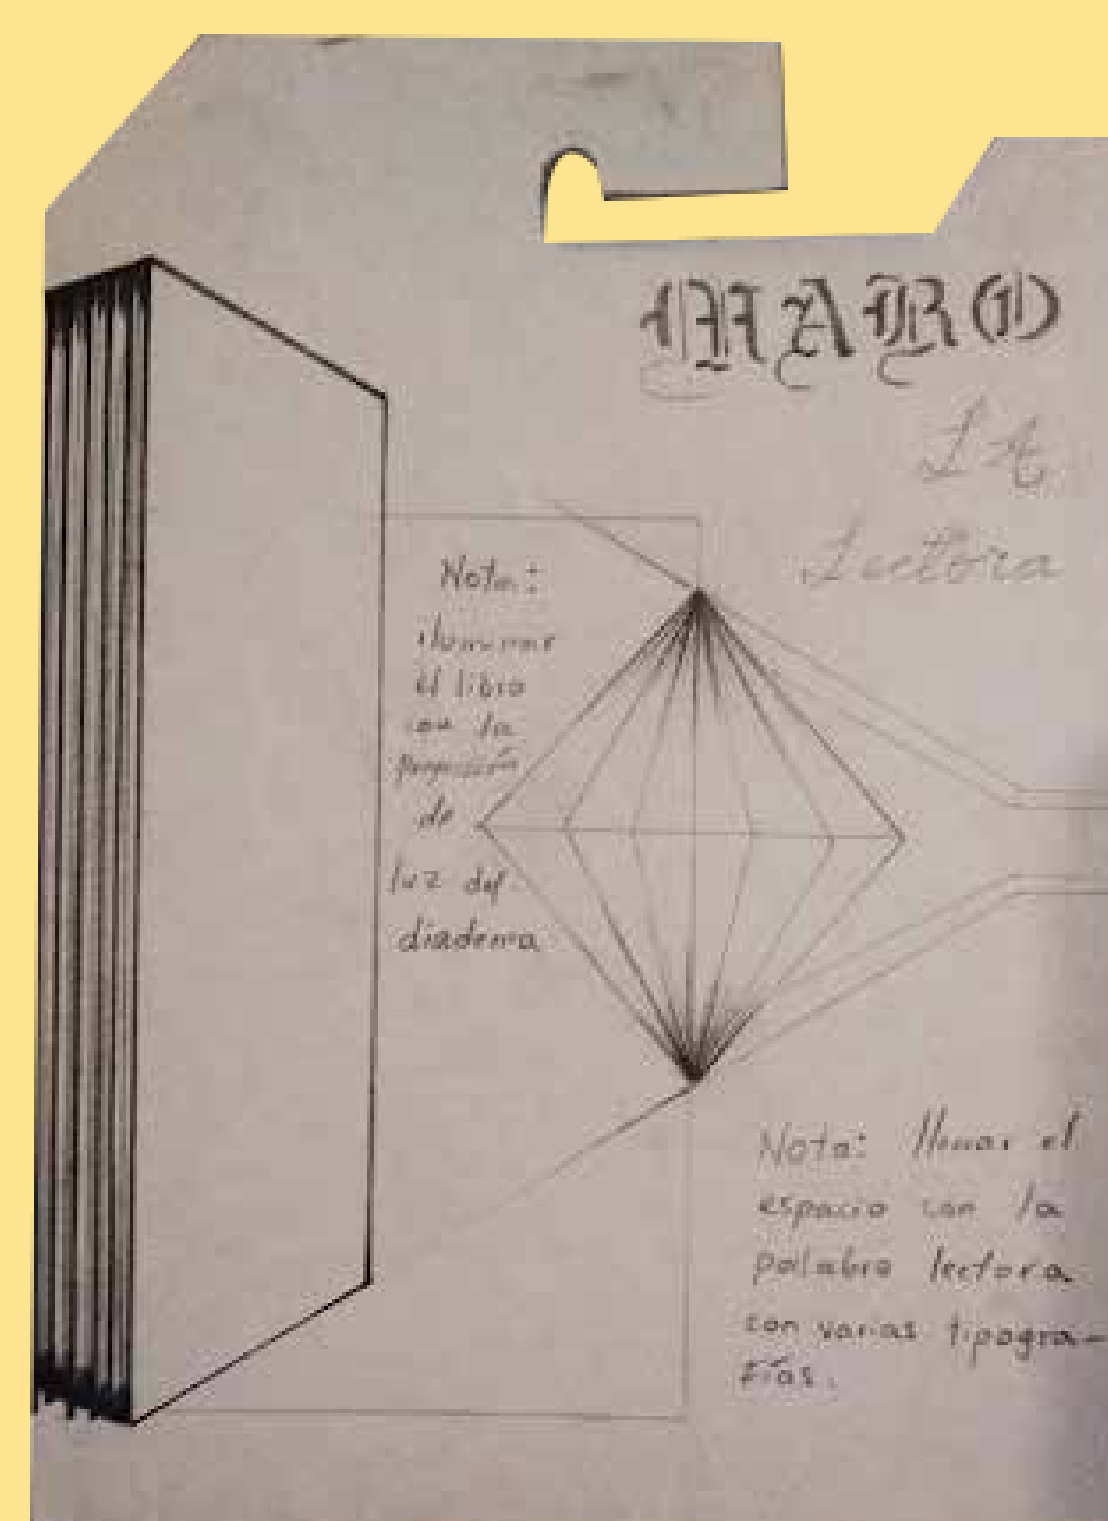 MARO
LA
Lectora
Nota:
iluminar
el libro
con la
proyección
de
luz del
diadema
Nota: llenar el
espacio con la
pallabra lectora
con varias tipogra-
fías.